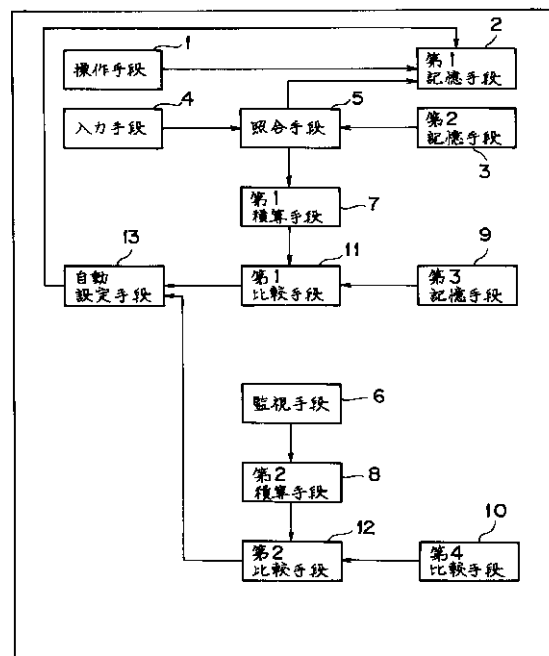 1
操作手段
2
第1
記憶手段
4
入力手段
5
照合手段
第2
記憶手段
3
第1
積算手段
7
13
自動
設定手段
11
第1
比較手段
9
第3
記憶手段
監視手段
6
第2
積算手段
8
第2
比較手段
12
10
第4
比較手段